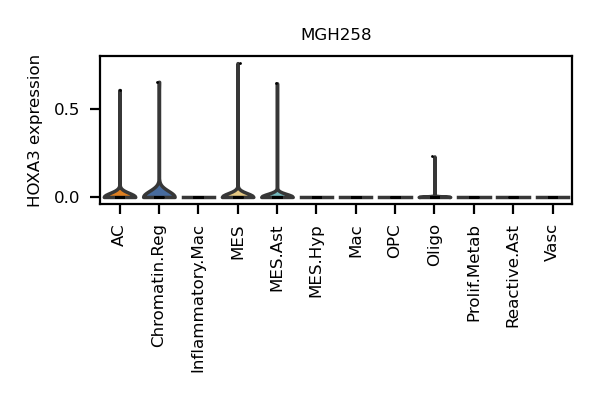 MGH258
HOXA3 expression
0.5
0.0
AC
Chromatin.Reg
Inflammatory.Mac
MES
MES.Ast
MES.Hyp
Mac
OPC
Oligo
Prolif.Metab
Reactive.Ast
Vasc